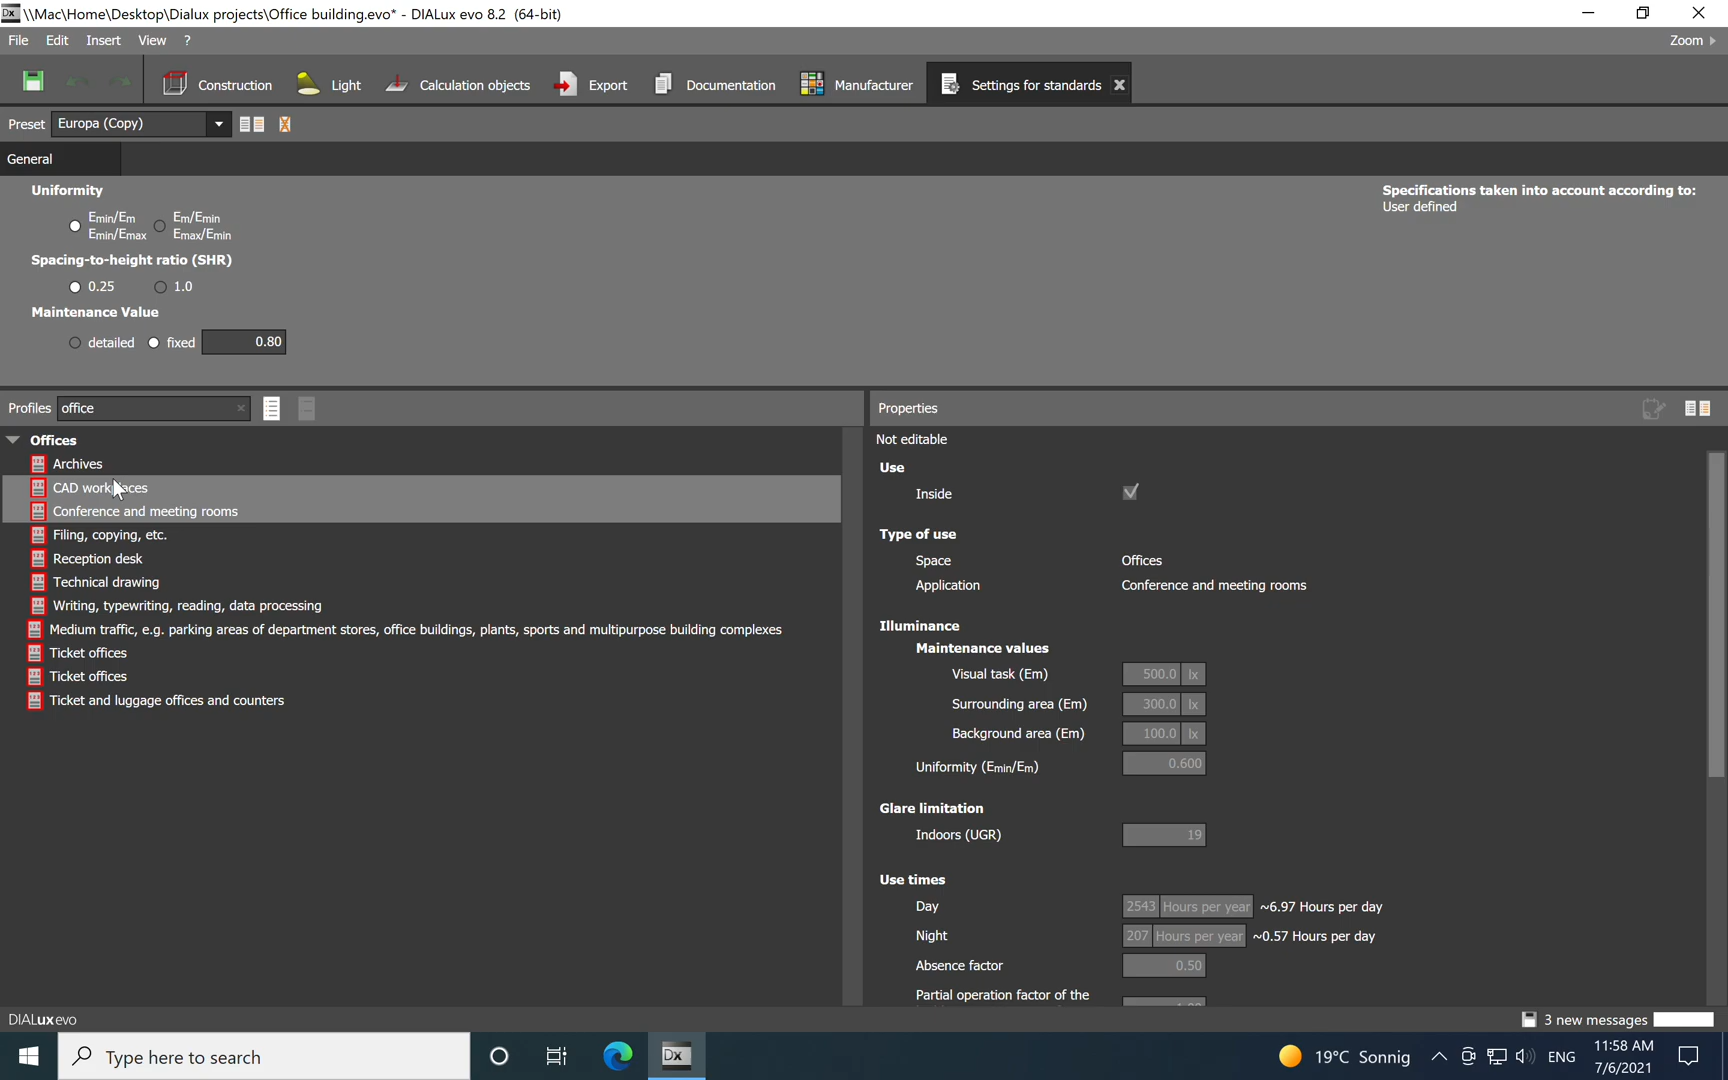 Dx \\Mac\Home\Desktop\Dialux projects\Office building.evo* - DIALux evo 8.2 (64-bit)
File Edit Insert View ? Zoom
Construction Light Calculation objects Export Documentation Manufacturer Settings for standards
Preset Europa (Copy)
General
Uniformity
Specifications taken into account according to:
User defined
Emin/Em Em/Emin
Emin/Emax Emax/Emin
Spacing-to-height ratio (SHR)
0.25 1.0
Maintenance Value
detailed fixed 0.80
Profiles office
Offices
Archives
CAD workplaces
Conference and meeting rooms
Filing, copying, etc.
Reception desk
Technical drawing
Writing, typewriting, reading, data processing
Medium traffic, e.g. parking areas of department stores, office buildings, plants, sports and multipurpose building complexes
Ticket offices
Ticket offices
Ticket and luggage offices and counters
Properties
Not editable
Use
Inside
Type of use
Space Offices
Application Conference and meeting rooms
Illuminance
Maintenance values
Visual task (Em) 500.0 lx
Surrounding area (Em) 300.0 lx
Background area (Em) 100.0 lx
Uniformity (Emin/Em) 0.600
Glare limitation
Indoors (UGR) 19
Use times
Day 2543 Hours per year ~6.97 Hours per day
Night 207 Hours per year ~0.57 Hours per day
Absence factor 0.50
Partial operation factor of the
DIALux evo
3 new messages
Type here to search
Dx
19°C Sonnig
ENG
11:58 AM
7/6/2021